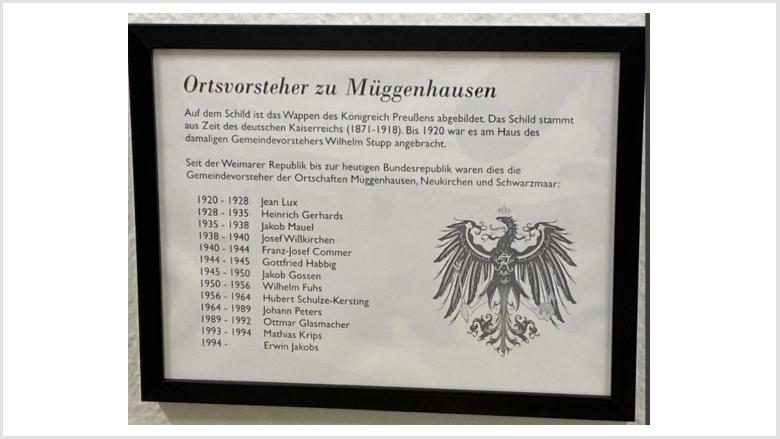 Ortsvorsteher zu Müggenhausen
Auf dem Schild ist das Wappen des Königreich Preußens abgebildet. Das Schild stammt
aus Zeit des deutschen Kaiserreichs (1871-1918). Bis 1920 war es am Haus des
damaligen Gemeindevorstehers Wilhelm Stupp angebracht.
Seit der Weimarer Republik bis zur heutigen Bundesrepublik waren dies die
Gemeindevorsteher der Ortschaften Müggenhausen, Neukirchen und Schwarzmaar:
1920 - 1928 Jean Lux
1928 - 1935 Heinrich Gerhards
1935 - 1938 Jakob Mauel
1938 - 1940 Josef Wißkirchen
1940 - 1944 Franz-Josef Commer
1944 - 1945 Gottfried Habbig
1945 - 1950 Jakob Gossen
1950 - 1956 Wilhelm Fuhs
1956 - 1964 Hubert Schulze-Kersting
1964 - 1989 Johann Peters
1989 - 1992 Ottmar Glasmacher
1993 - 1994 Mathias Krips
1994 - Erwin Jakobs